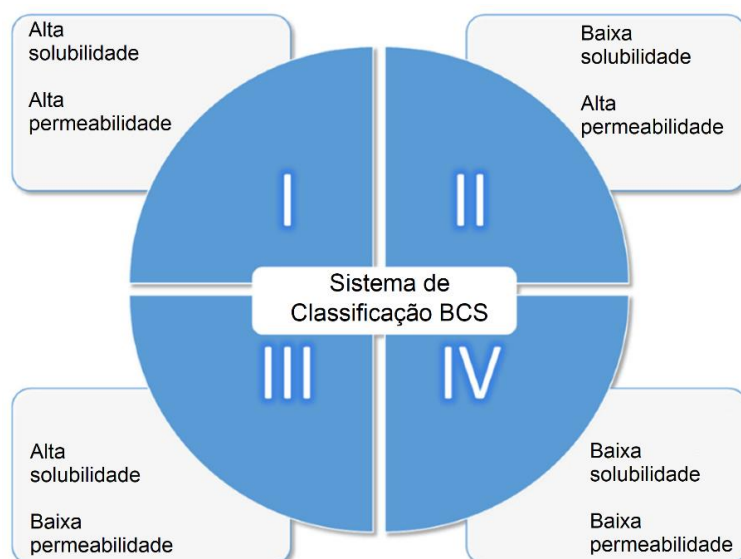 Alta
solubilidade
Alta
permeabilidade
Baixa
solubilidade
Alta
permeabilidade
I
II
Sistema de
Classificação BCS
III
IV
Alta
solubilidade
Baixa
permeabilidade
Baixa
solubilidade
Baixa
permeabilidade